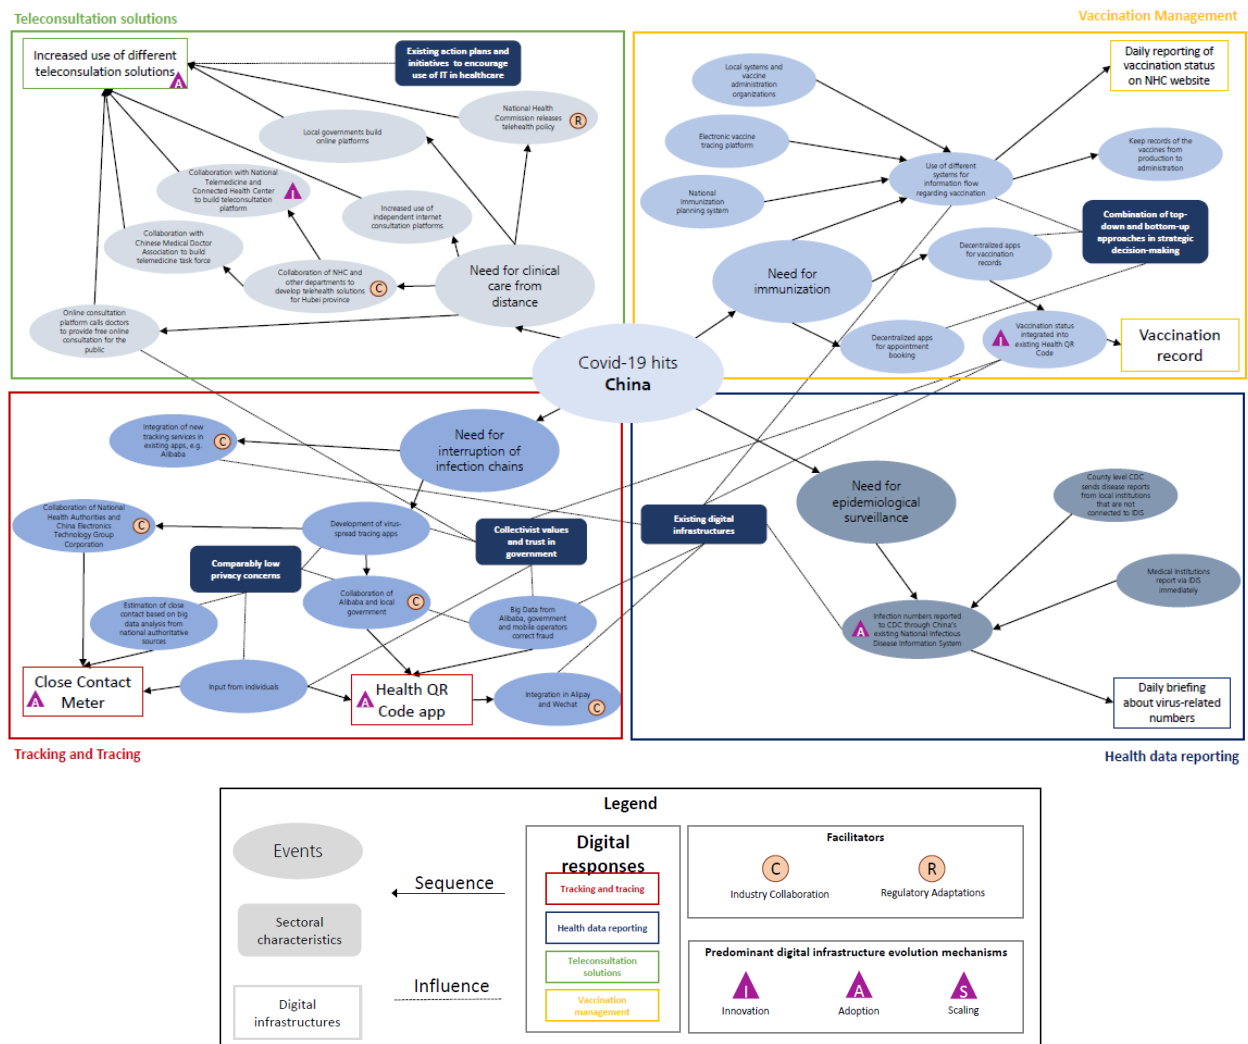 Teleconsultation solutions
Vaccination Management
Increased use of different
teleconsulation solutions
A
Existing action plans and
initiatives to encourage
use of IT in healthcare
National Health
Commission releases
telehealth policy
R
Local governments build
online platforms
Collaboration with National
Telemedicine and
Connected Health Center
to build teleconsultation
platform
I
Increased use of
independent internet
consultation platforms
Collaboration with
Chinese Medical Doctor
Association to build
telemedicine task force
Collaboration of NHC and
other departments to
develop telehealth solutions
for Hubei province
C
Need for clinical
care from
distance
Online consultation
platform calls doctors
to provide free online
consultation for the
public
Local systems and
vaccine
administration
organizations
Daily reporting of
vaccination status
on NHC website
Electronic vaccine
tracing platform
Use of different
systems for
information flow
regarding vaccination
Keep records of the
vaccines from
production to
administration
National
Immunization
planning system
Combination of top-
down and bottom-up
approaches in strategic
decision-making
Decentralized apps
for vaccination
records
Need for
immunization
Decentralized apps
for appointment
booking
I
Vaccination status
integrated into
existing Health QR
Code
Vaccination
record
Covid-19 hits
China
Integration of new
tracking services in
existing apps, e.g.
Alibaba
C
Need for
interruption of
infection chains
Collaboration of National
Health Authorities and
China Electronics
Technology Group
Corporation
C
Development of virus-
spread tracing apps
Collectivist values
and trust in
government
Comparably low
privacy concerns
Collaboration of
Alibaba and local
government
C
Estimation of close
contact based on big
data analysis from
national authoritative
sources
Big Data from
Alibaba, government
and mobile operators
correct fraud
Close Contact
Meter
A
Input from individuals
Health QR
Code app
A
Integration in Alipay
and Wechat
C
Existing digital
infrastructures
Need for
epidemiological
surveillance
County level CDC
sends disease reports
from local institutions
that are not
connected to IDIS
Medical Institutions
report via IDIS
immediately
A
Infection numbers reported
to CDC through China's
existing National Infectious
Disease Information System
Daily briefing
about virus-related
numbers
Tracking and Tracing
Health data reporting
Legend
Events
Sectoral
characteristics
Digital
infrastructures
Sequence
Influence
Digital
responses
Tracking and tracing
Health data reporting
Teleconsultation
solutions
Vaccination
management
Facilitators
C
Industry Collaboration
R
Regulatory Adaptations
Predominant digital infrastructure evolution mechanisms
I
Innovation
A
Adoption
S
Scaling